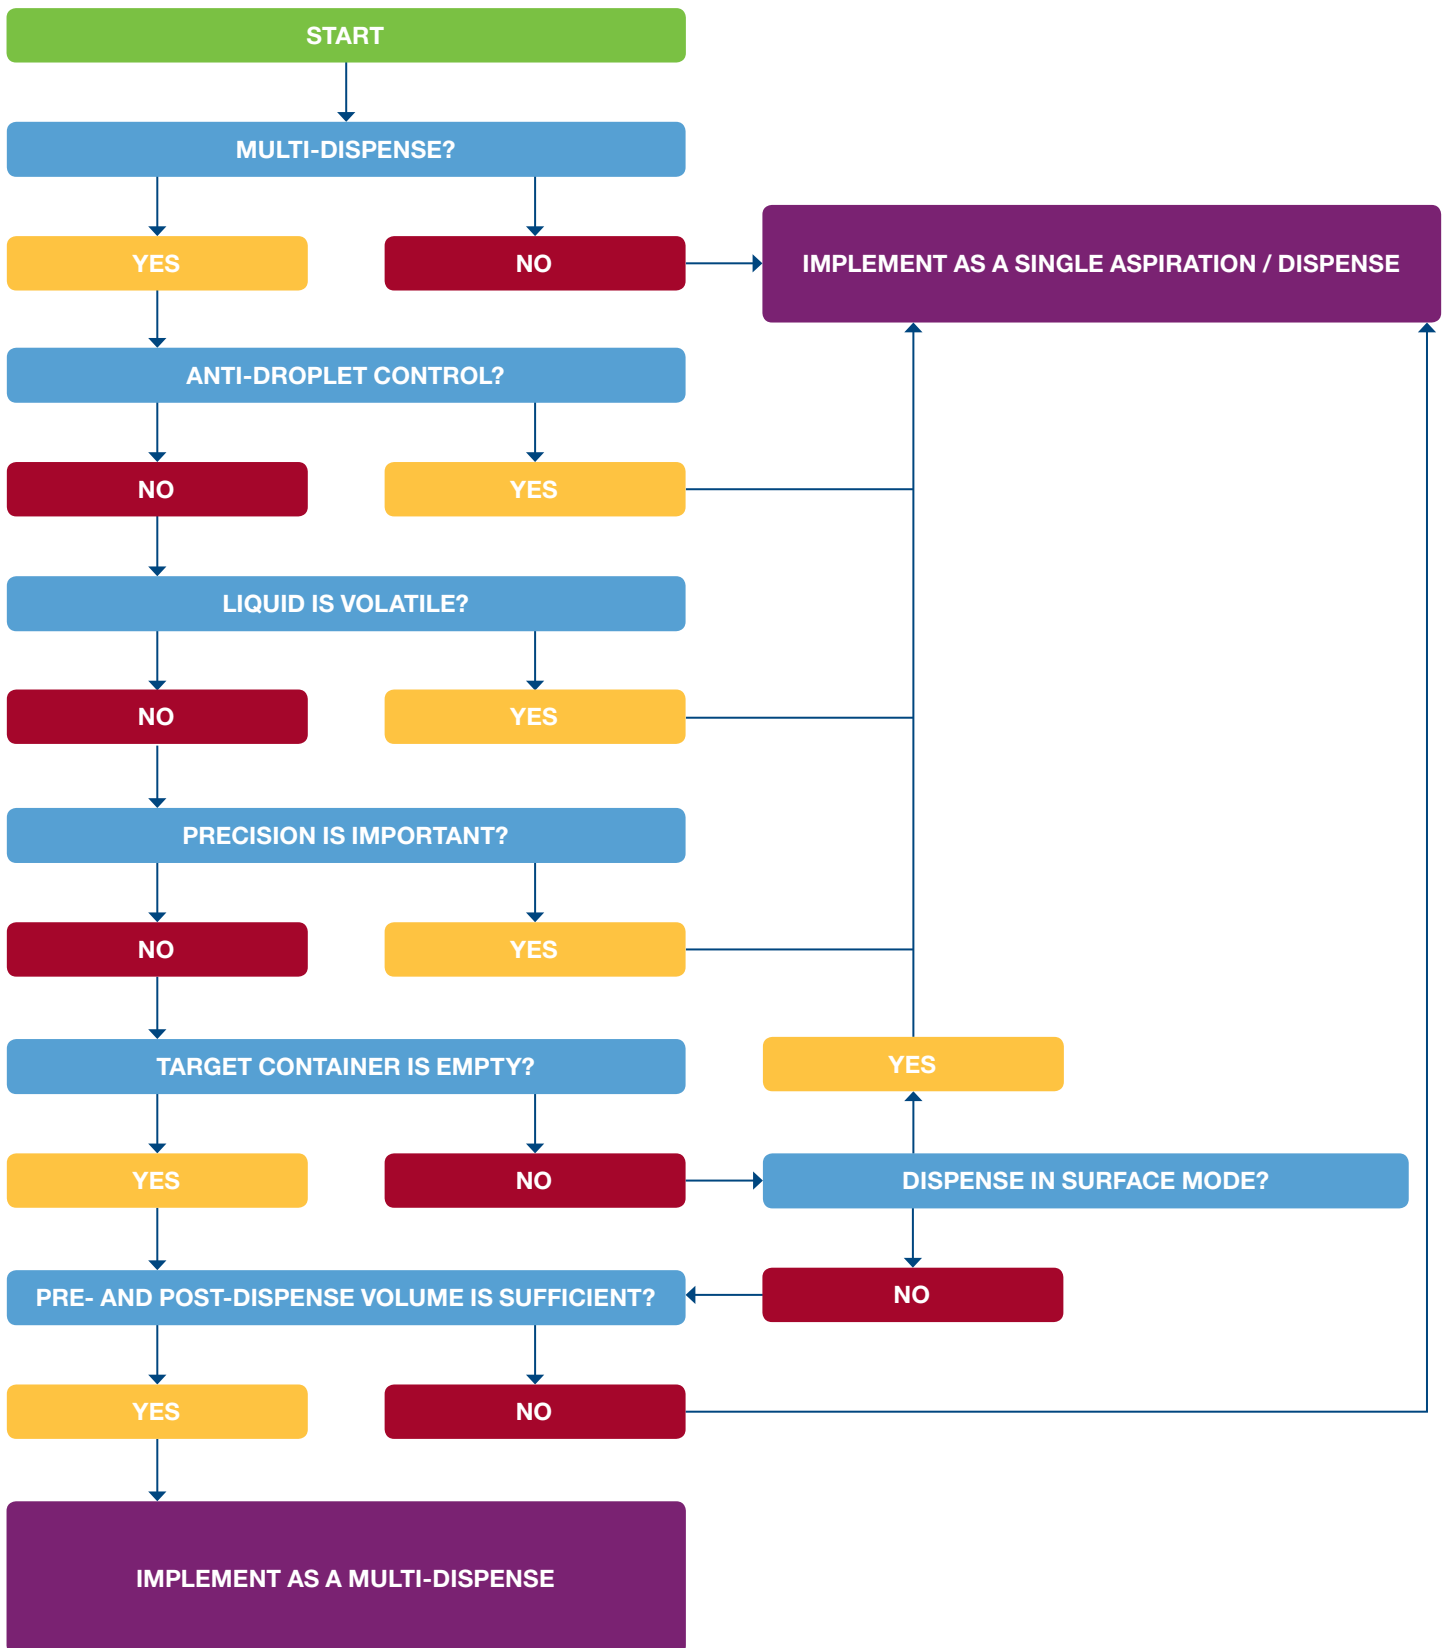 START
MULTI-DISPENSE?
YES
NO
IMPLEMENT AS A SINGLE ASPIRATION / DISPENSE
ANTI-DROPLET CONTROL?
NO
YES
LIQUID IS VOLATILE?
NO
YES
PRECISION IS IMPORTANT?
NO
YES
TARGET CONTAINER IS EMPTY?
YES
YES
NO
DISPENSE IN SURFACE MODE?
PRE- AND POST-DISPENSE VOLUME IS SUFFICIENT?
NO
YES
NO
IMPLEMENT AS A MULTI-DISPENSE